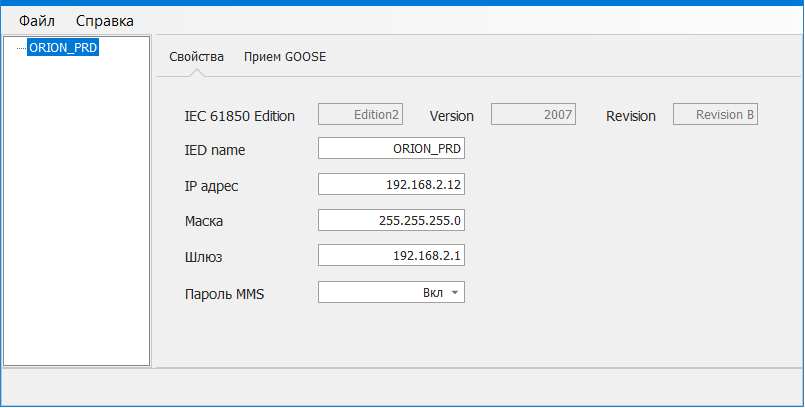 Файл Справка
ORION_PRD
Свойства Прием GOOSE
IEC 61850 Edition Edition2 Version 2007 Revision Revision B
IED name ORION_PRD
IP адрес 192.168.2.12
Маска 255.255.255.0
Шлюз 192.168.2.1
Пароль MMS Вкл